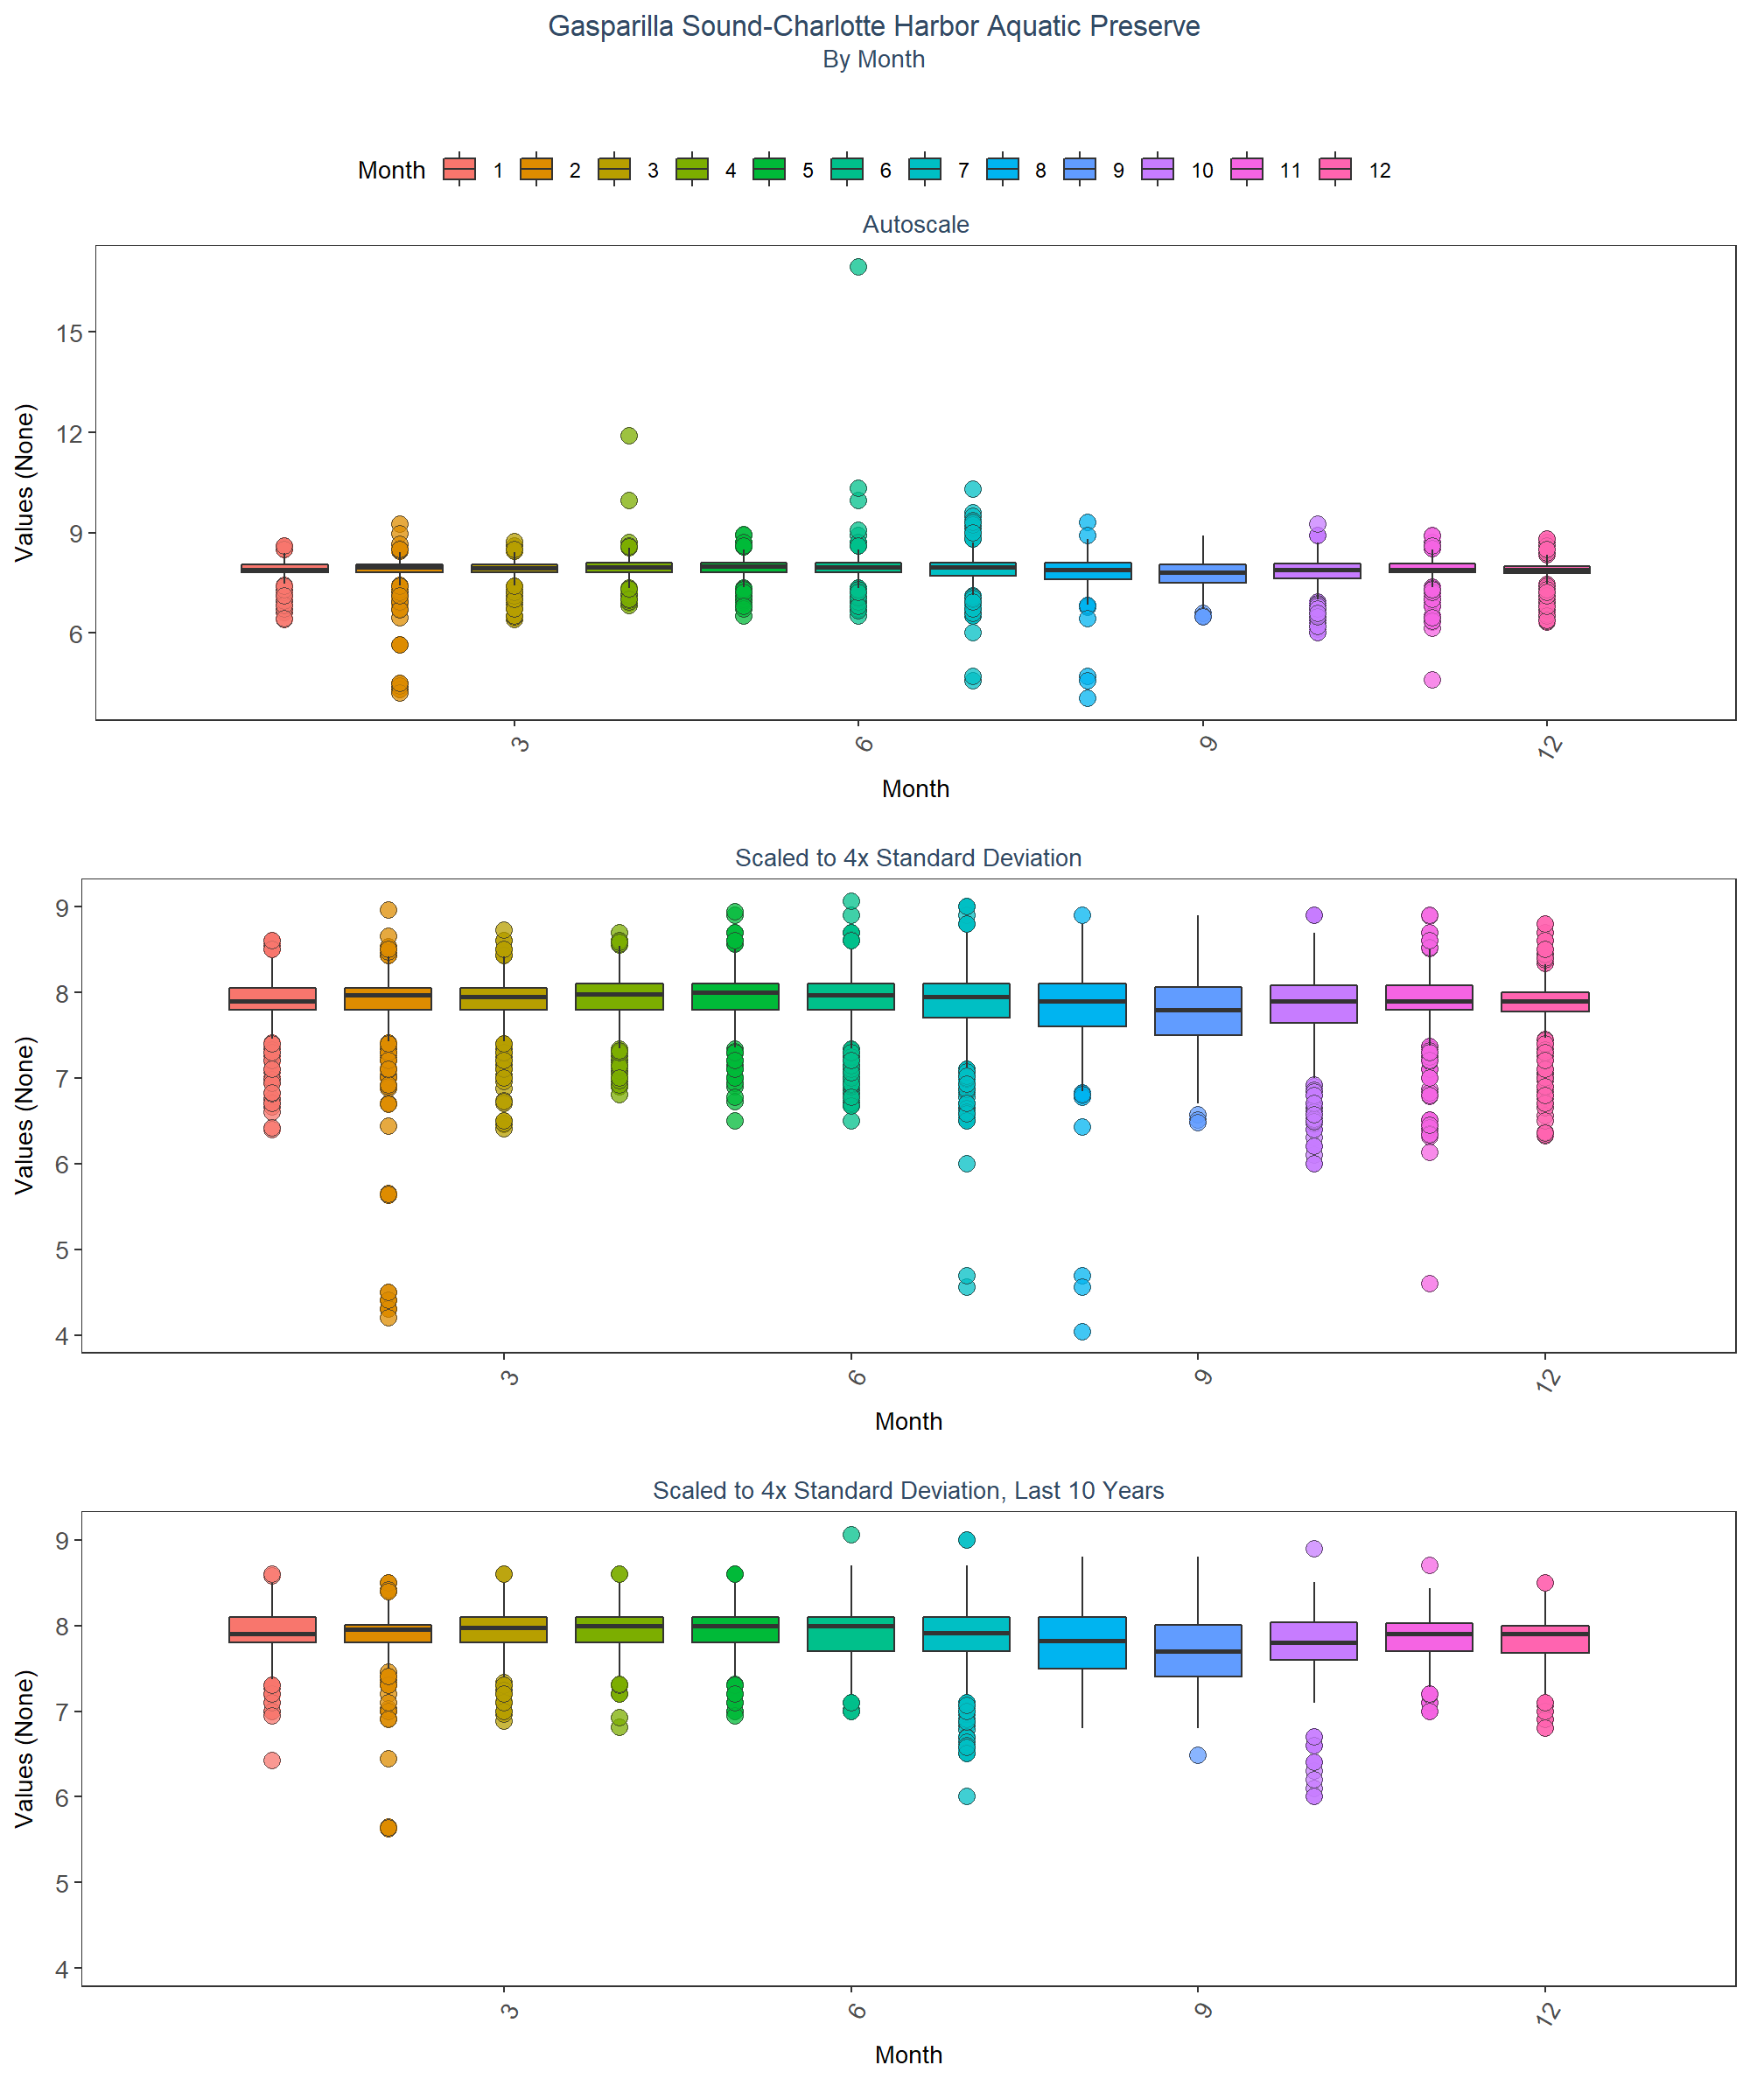 Gasparilla Sound-Charlotte Harbor Aquatic Preserve
By Month
Month 1 2 3 4 5 6 7 8 9 10 11 12
Autoscale
Values (None)
15
12
9
6
3 6 9 12
Month
Scaled to 4x Standard Deviation
Values (None)
9
8
7
6
5
4
3 6 9 12
Month
Scaled to 4x Standard Deviation, Last 10 Years
Values (None)
9
8
7
6
5
4
3 6 9 12
Month